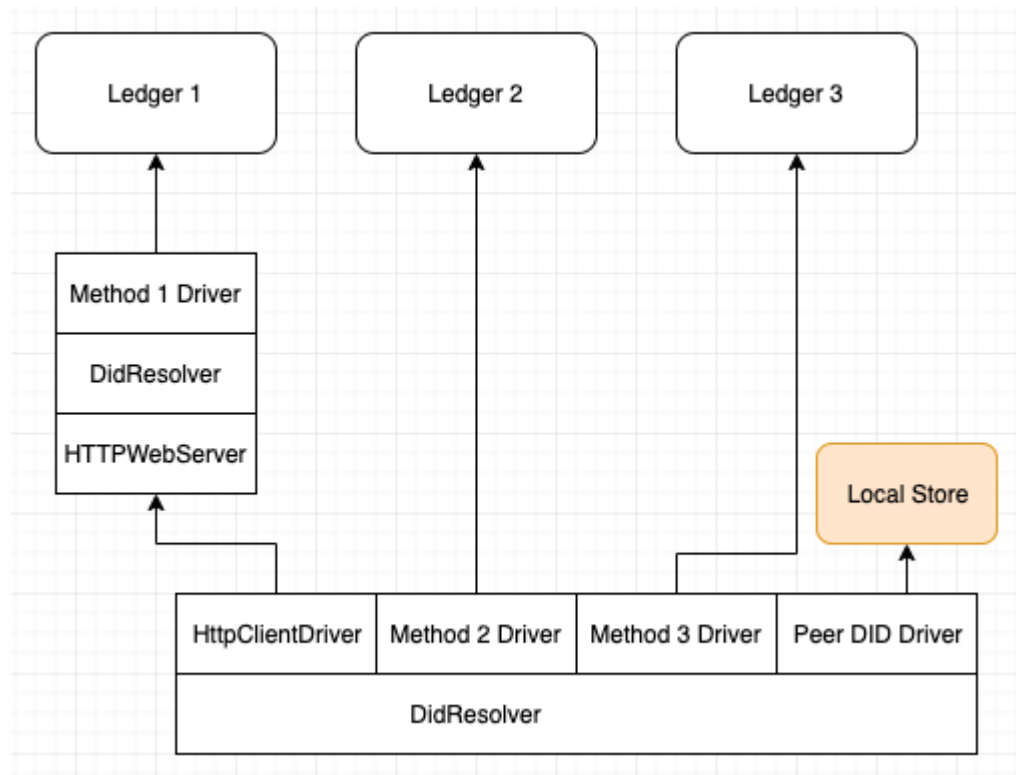 Ledger 1
Ledger 2
Ledger 3
Method 1 Driver
DidResolver
HTTPWebServer
Local Store
HttpClientDriver
Method 2 Driver
Method 3 Driver
Peer DID Driver
DidResolver